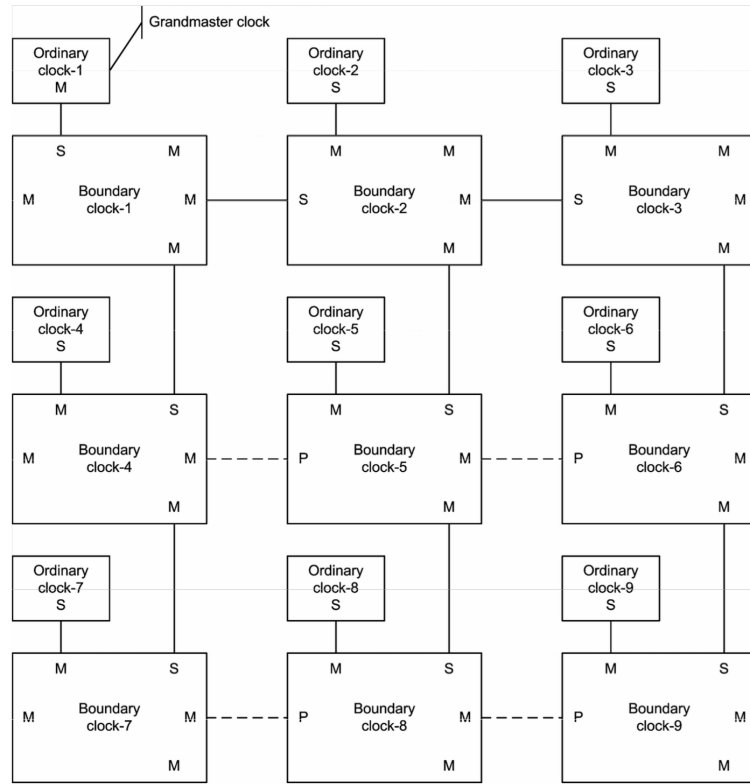 Grandmaster clock
Ordinary
clock-1
M
Ordinary
clock-2
S
Ordinary
clock-3
S
S M
M Boundary M
clock-1
M
M M
S Boundary M
clock-2
M
M M
S Boundary M
clock-3
M
Ordinary
clock-4
S
Ordinary
clock-5
S
Ordinary
clock-6
S
M S
M Boundary M
clock-4
M
M S
P Boundary M
clock-5
M
M S
P Boundary M
clock-6
M
Ordinary
clock-7
S
Ordinary
clock-8
S
Ordinary
clock-9
S
M S
M Boundary M
clock-7
M
M S
P Boundary M
clock-8
M
M S
P Boundary M
clock-9
M